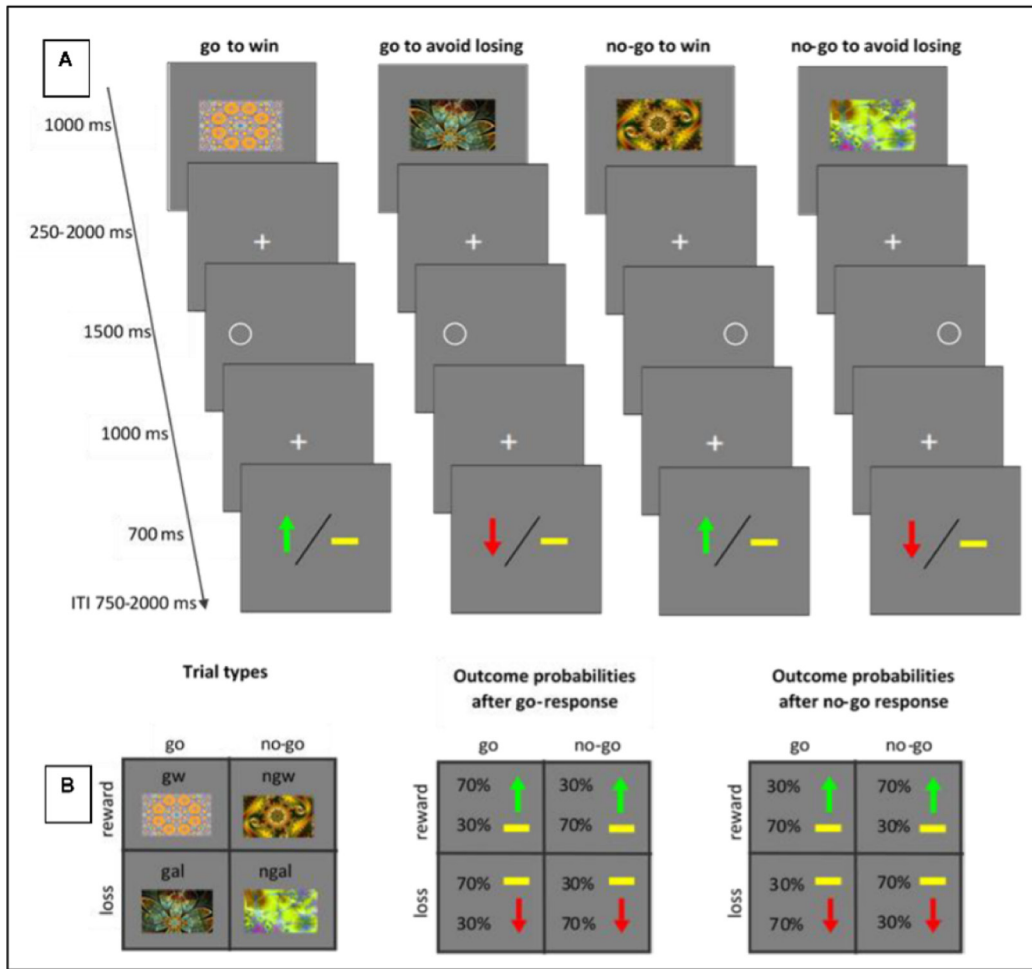 A
go to win
go to avoid losing
no-go to win
no-go to avoid losing
1000 ms
250-2000 ms
1500 ms
1000 ms
700 ms
ITI 750-2000 ms
B
Trial types
go no-go
reward
loss
gw ngw
gal ngal
Outcome probabilities
after go-response
go no-go
reward
loss
70% 30%
30% 70%
70% 30%
30% 70%
Outcome probabilities
after no-go response
go no-go
reward
loss
30% 70%
70% 30%
30% 70%
70% 30%